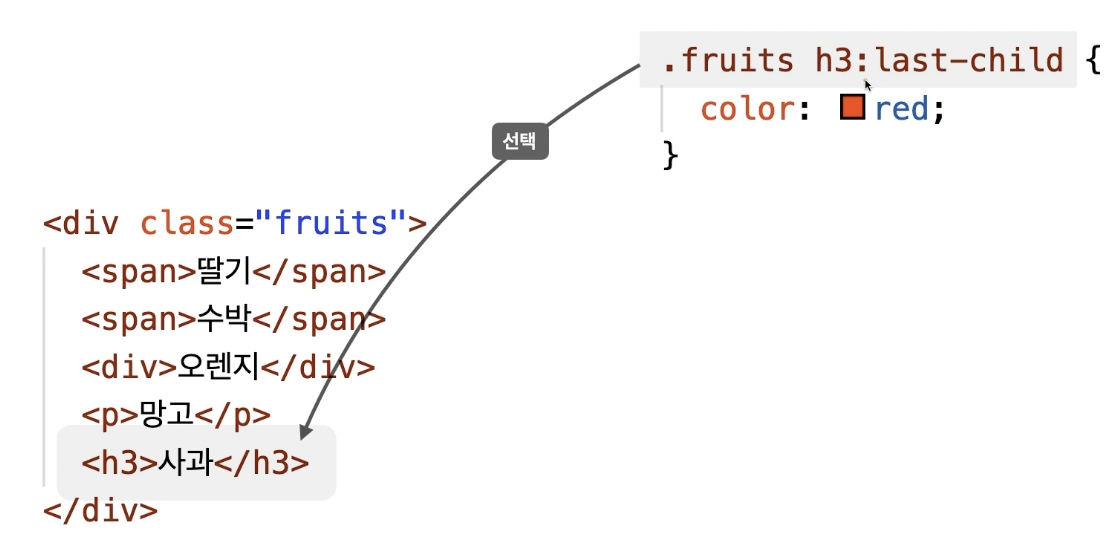 .fruits h3:last-child {
color: red;
}
선택
<div class="fruits">
<span>딸기</span>
<span>수박</span>
<div>오렌지</div>
<p>망고</p>
<h3>사과</h3>
</div>